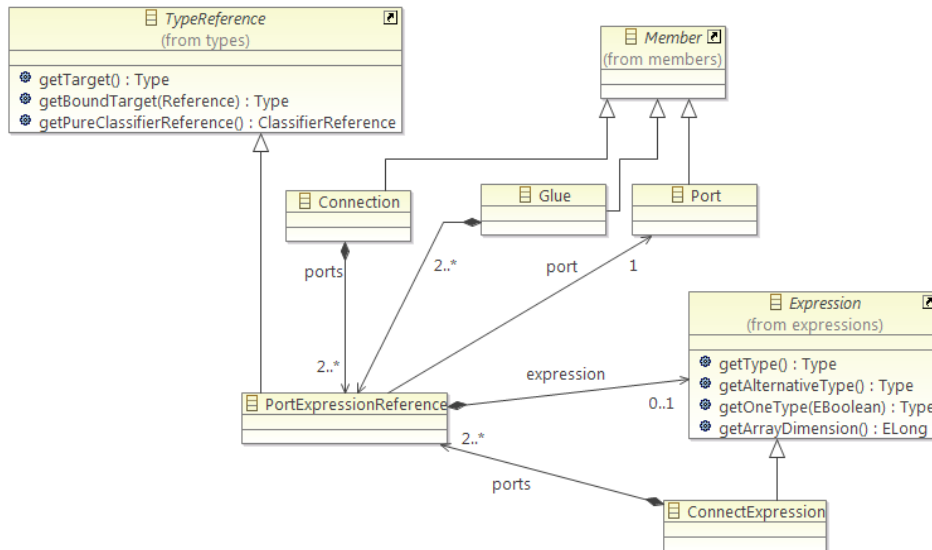 TypeReference
(from types)
getTarget() : Type
getBoundTarget(Reference) : Type
getPureClassifierReference() : ClassifierReference
Member
(from members)
Connection
Glue
Port
ports
2..*
port
1
2..*
Expression
(from expressions)
getType() : Type
getAlternativeType() : Type
getOneType(EBoolean) : Type
getArrayDimension() : ELong
expression
0..1
PortExpressionReference
2..*
ports
ConnectExpression